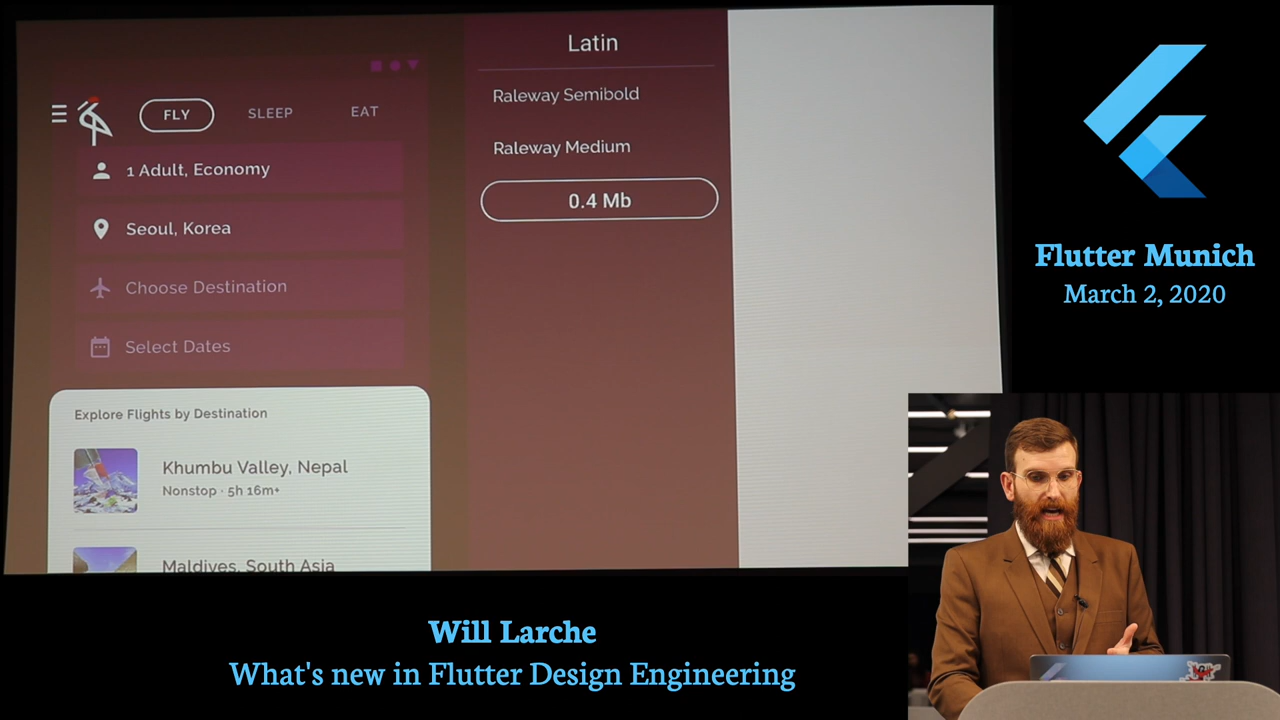 FLY
SLEEP
EAT
1 Adult, Economy
Seoul, Korea
Choose Destination
Select Dates
Explore Flights by Destination
Khumbu Valley, Nepal
Nonstop · 5h 16m+
Maldives, South Asia
Latin
Raleway Semibold
Raleway Medium
0.4 Mb
Flutter Munich
March 2, 2020
Will Larche
What's new in Flutter Design Engineering